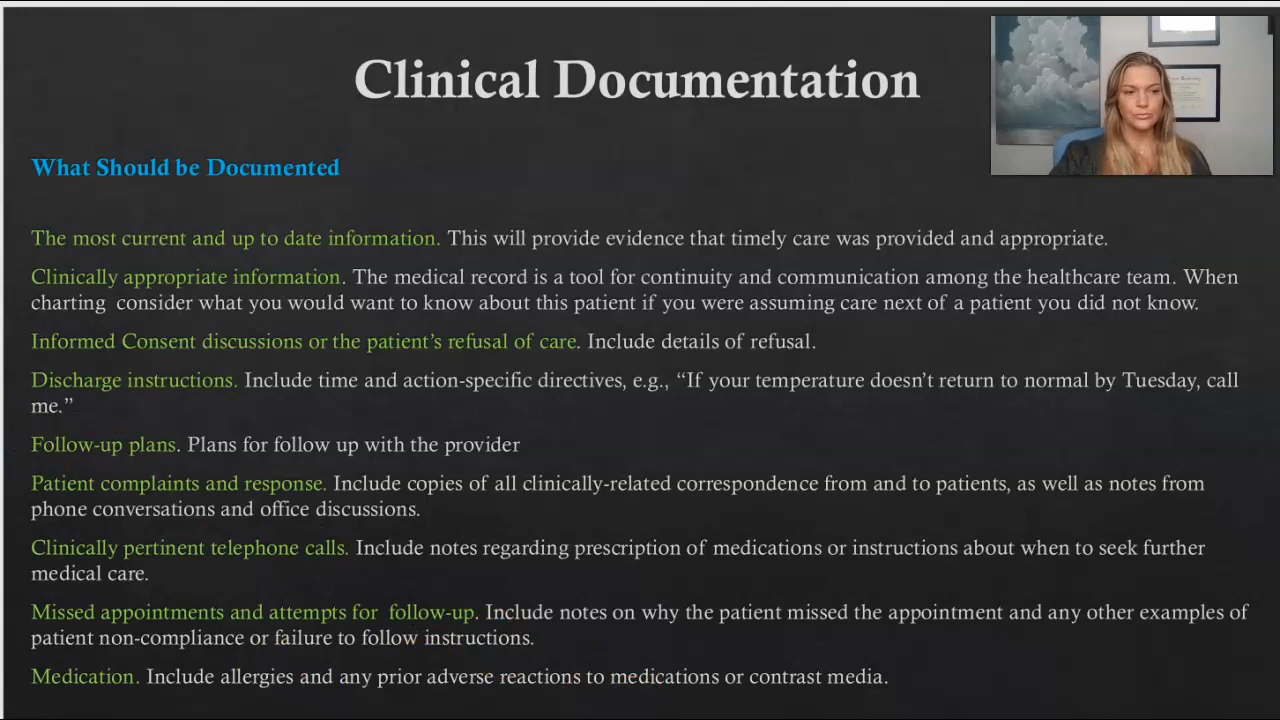 Clinical Documentation
What Should be Documented
The most current and up to date information. This will provide evidence that timely care was provided and appropriate.
Clinically appropriate information. The medical record is a tool for continuity and communication among the healthcare team. When
charting  consider what you would want to know about this patient if you were assuming care next of a patient you did not know.
Informed Consent discussions or the patient’s refusal of care. Include details of refusal.
Discharge instructions. Include time and action-specific directives, e.g., “If your temperature doesn’t return to normal by Tuesday, call
me.”
Follow-up plans. Plans for follow up with the provider
Patient complaints and response. Include copies of all clinically-related correspondence from and to patients, as well as notes from
phone conversations and office discussions.
Clinically pertinent telephone calls. Include notes regarding prescription of medications or instructions about when to seek further
medical care.
Missed appointments and attempts for  follow-up. Include notes on why the patient missed the appointment and any other examples of
patient non-compliance or failure to follow instructions.
Medication. Include allergies and any prior adverse reactions to medications or contrast media.